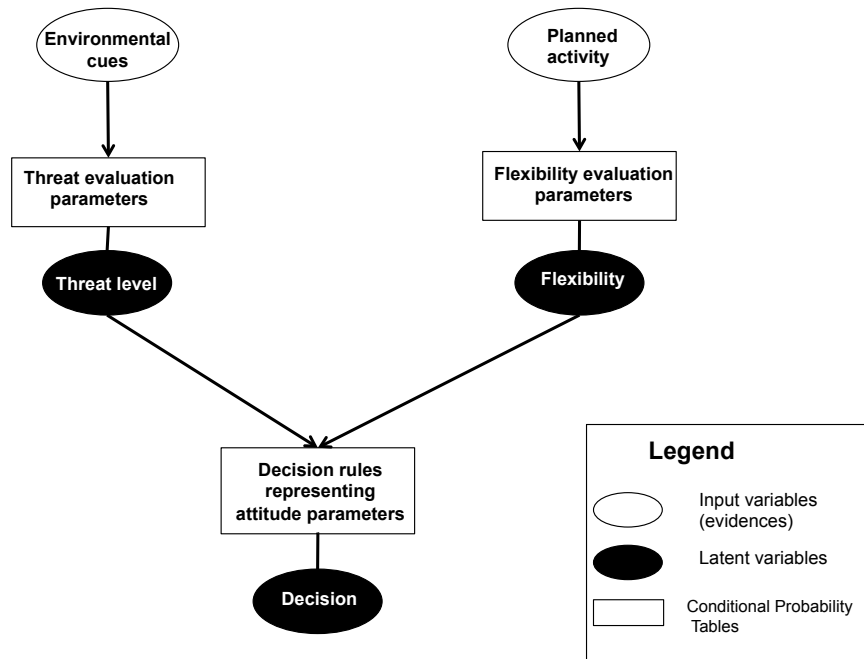 Environmental
cues
Planned
activity
Threat evaluation
parameters
Flexibility evaluation
parameters
Threat level
Flexibility
Decision rules
representing
attitude parameters
Decision
Legend
Input variables
(evidences)
Latent variables
Conditional Probability
Tables